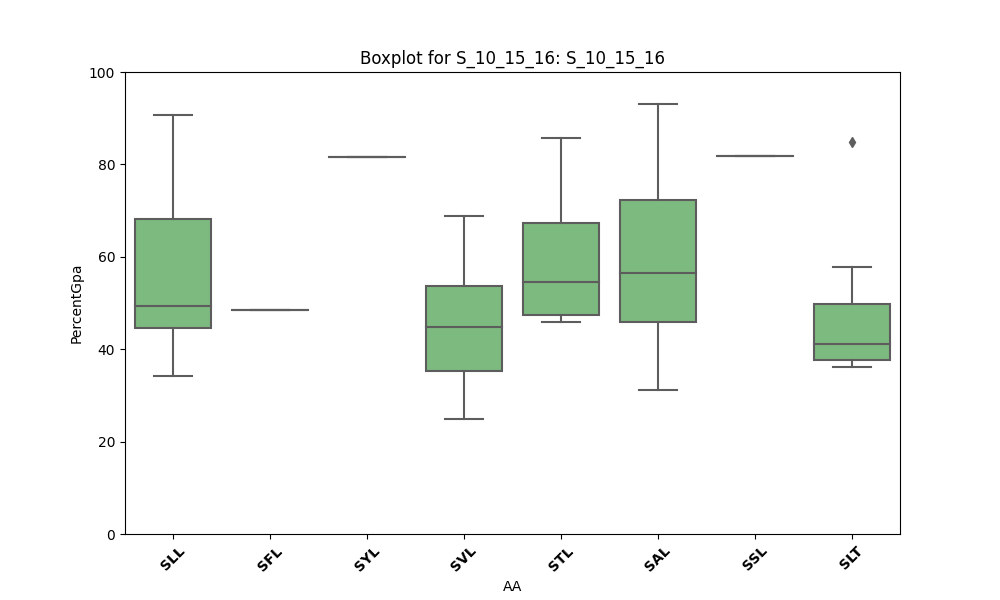 Boxplot for S_10_15_16: S_10_15_16
100
80
60
40
20
0
PercentGpa
SLL SFL SYL SVL STL SAL SSL SLT
AA